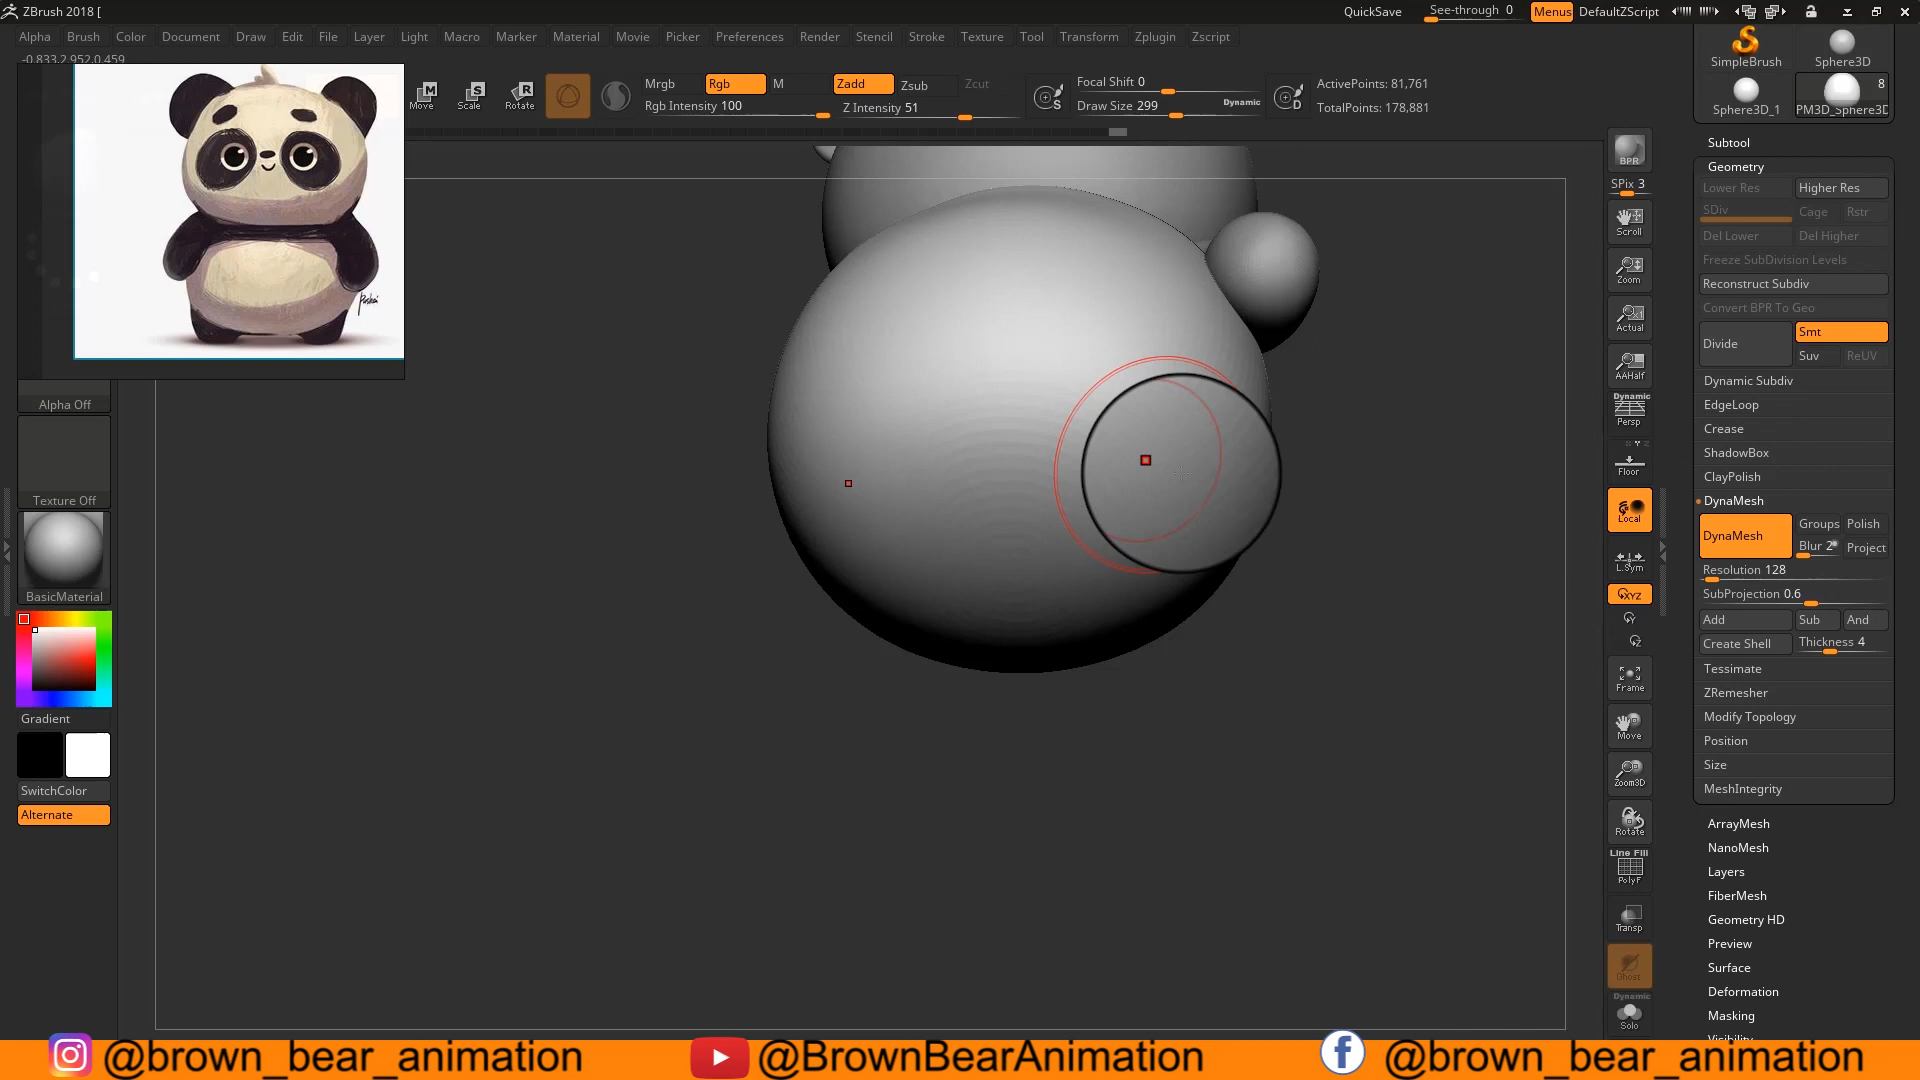 ZBrush 2018 [
QuickSave See-through 0 Menus DefaultZScript
Alpha Brush Color Document Draw Edit File Layer Light Macro Marker Material Movie Picker Preferences Render Stencil Stroke Texture Tool Transform Zplugin Zscript
-0.833,2.952,0.459
Move Scale Rotate
Mrgb Rgb M Zadd Zsub Zcut
Rgb Intensity 100 Z Intensity 51
Focal Shift 0
Draw Size 299 Dynamic
ActivePoints: 81,761
TotalPoints: 178,881
SimpleBrush Sphere3D
8
Sphere3D_1 PM3D_Sphere3D
Alpha Off
Texture Off
BasicMaterial
Gradient
SwitchColor
Alternate
BPR
SPix 3
Scroll
Zoom
Actual
AAHalf
Dynamic
Persp
Floor
Local
L.Sym
XYZ
Frame
Move
Zoom3D
Rotate
Line Fill
PolyF
Transp
Ghost
Dynamic
Solo
Subtool
Geometry
Lower Res Higher Res
SDiv Cage Rstr
Del Lower Del Higher
Freeze SubDivision Levels
Reconstruct Subdiv
Convert BPR To Geo
Divide Smt
Suv ReUV
Dynamic Subdiv
EdgeLoop
Crease
ShadowBox
ClayPolish
DynaMesh
DynaMesh Groups Polish
Blur 2 Project
Resolution 128
SubProjection 0.6
Add Sub And
Create Shell Thickness 4
Tessimate
ZRemesher
Modify Topology
Position
Size
MeshIntegrity
ArrayMesh
NanoMesh
Layers
FiberMesh
Geometry HD
Preview
Surface
Deformation
Masking
Visibility
@brown_bear_animation @BrownBearAnimation @brown_bear_animation